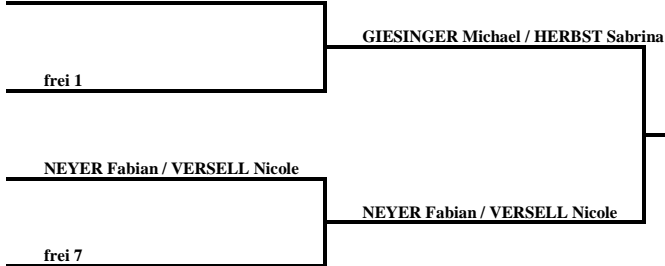 GIESINGER Michael / HERBST Sabrina
frei 1
NEYER Fabian / VERSELL Nicole
NEYER Fabian / VERSELL Nicole
frei 7